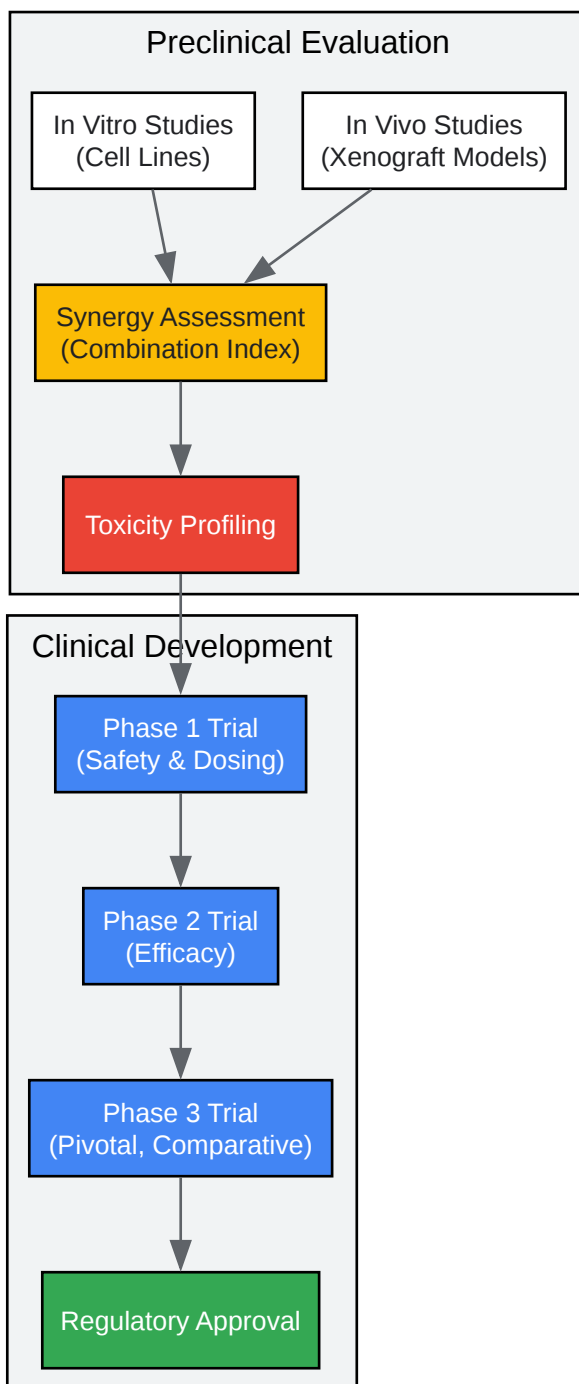 Preclinical Evaluation
In Vitro Studies
(Cell Lines)
In Vivo Studies
(Xenograft Models)
Synergy Assessment
(Combination Index)
Toxicity Profiling
Clinical Development
Phase 1 Trial
(Safety & Dosing)
Phase 2 Trial
(Efficacy)
Phase 3 Trial
(Pivotal, Comparative)
Regulatory Approval